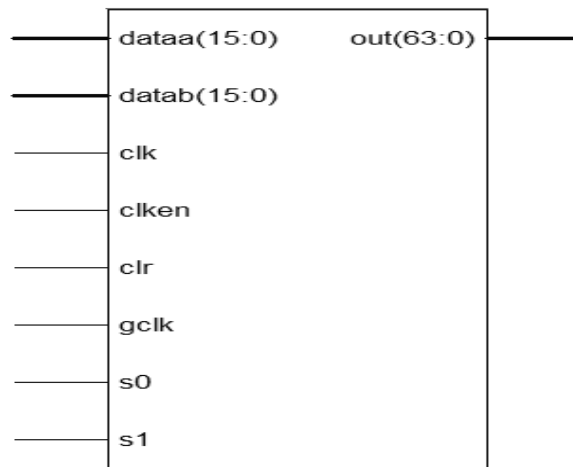 dataa(15:0) out(63:0)
datab(15:0)
clk
clken
clr
gclk
s0
s1